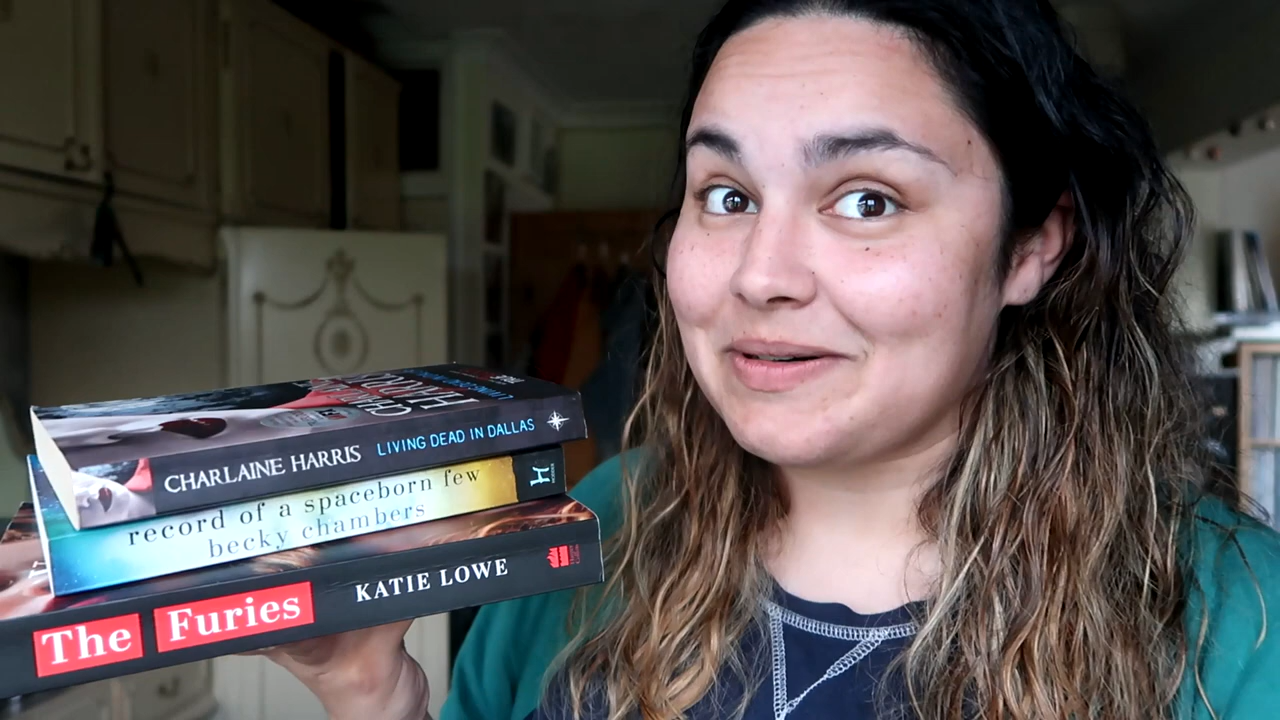 CHARLAINE HARRIS LIVING DEAD IN DALLAS
record of a spaceborn few
becky chambers
The Furies KATIE LOWE